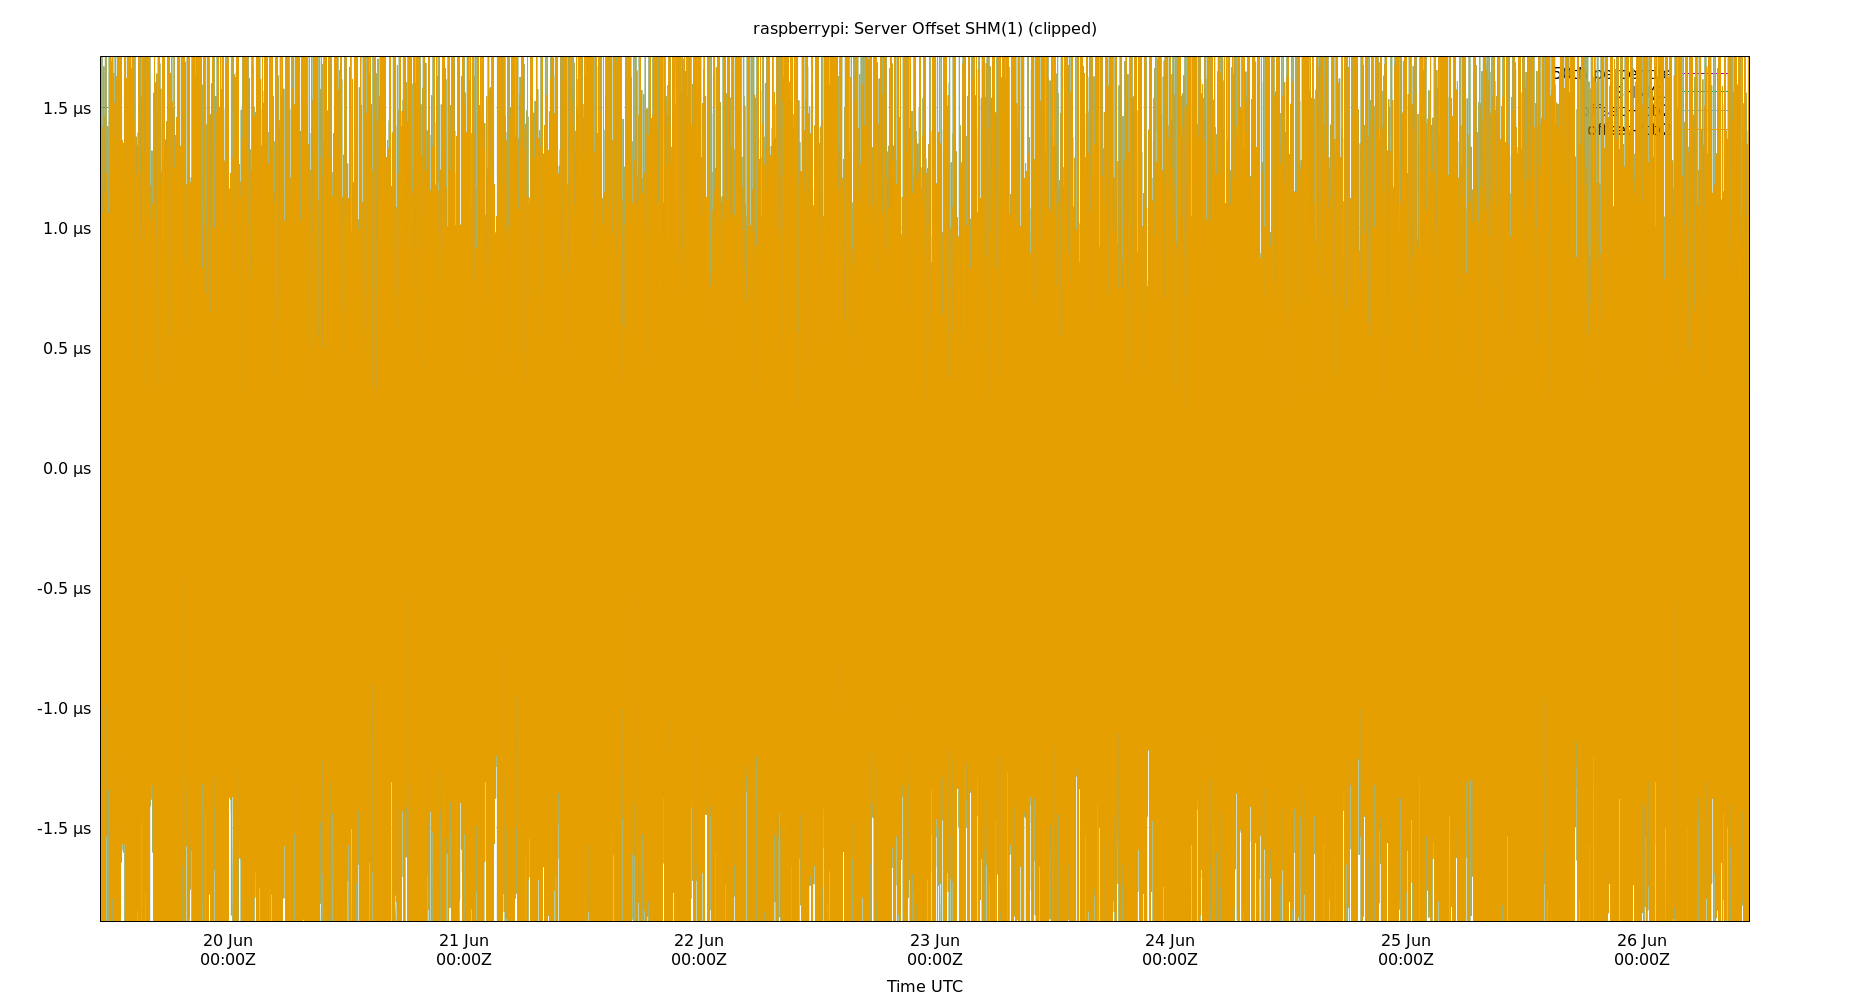 raspberrypi: Server Offset SHM(1) (clipped)
1.5 µs
1.0 µs
0.5 µs
0.0 µs
-0.5 µs
-1.0 µs
-1.5 µs
20 Jun 21 Jun 22 Jun 23 Jun 24 Jun 25 Jun 26 Jun
00:00Z 00:00Z 00:00Z 00:00Z 00:00Z 00:00Z 00:00Z
Time UTC